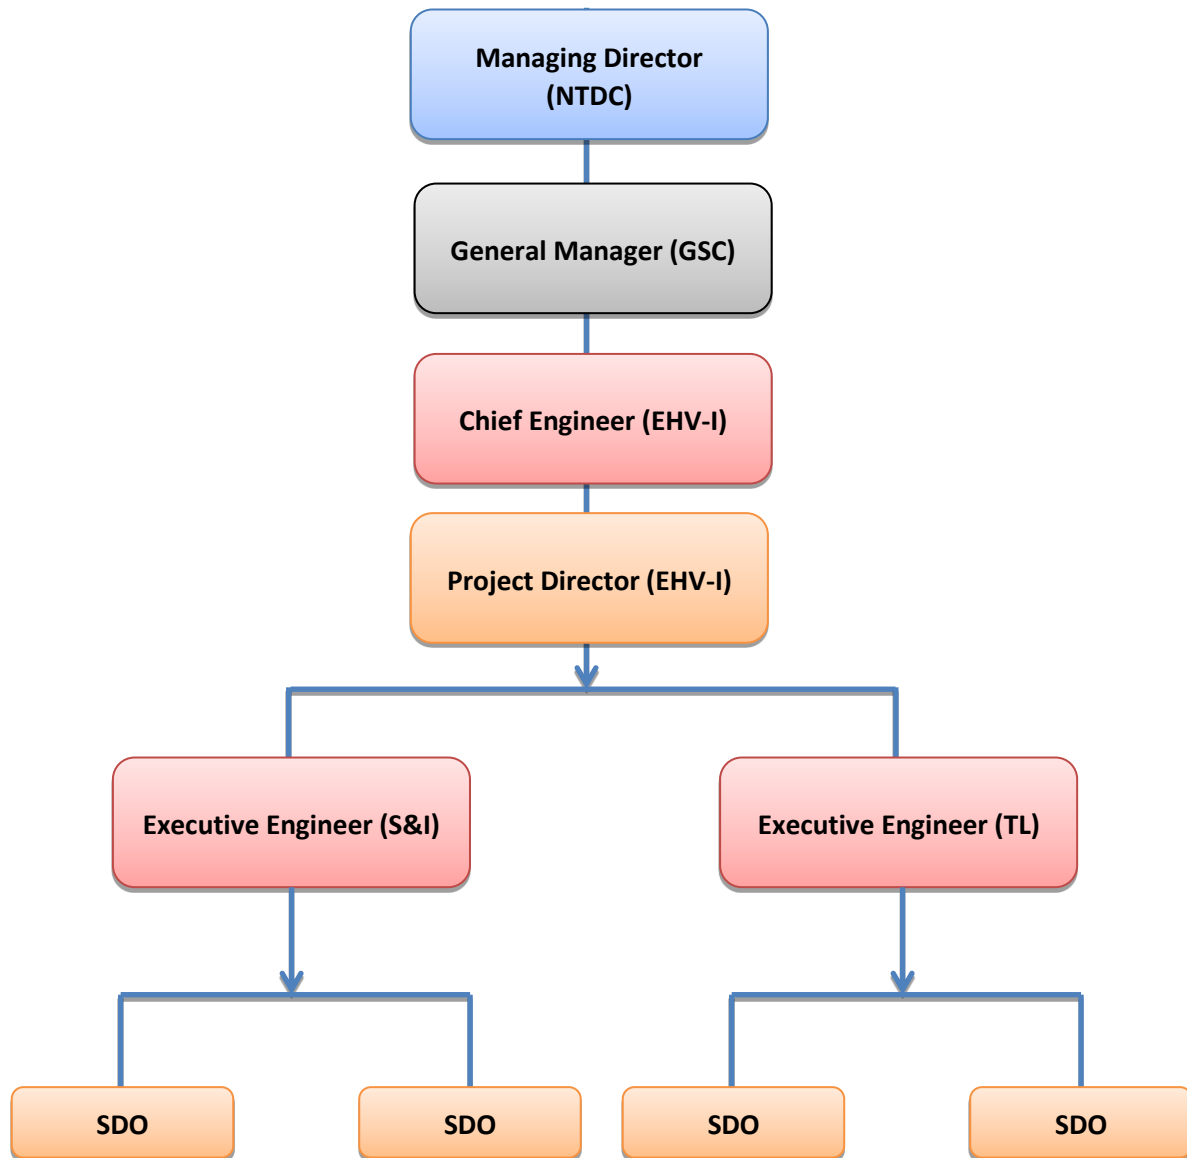 Managing Director
(NTDC)
General Manager (GSC)
Chief Engineer (EHV-I)
Project Director (EHV-I)
Executive Engineer (S&I)
Executive Engineer (TL)
SDO
SDO
SDO
SDO